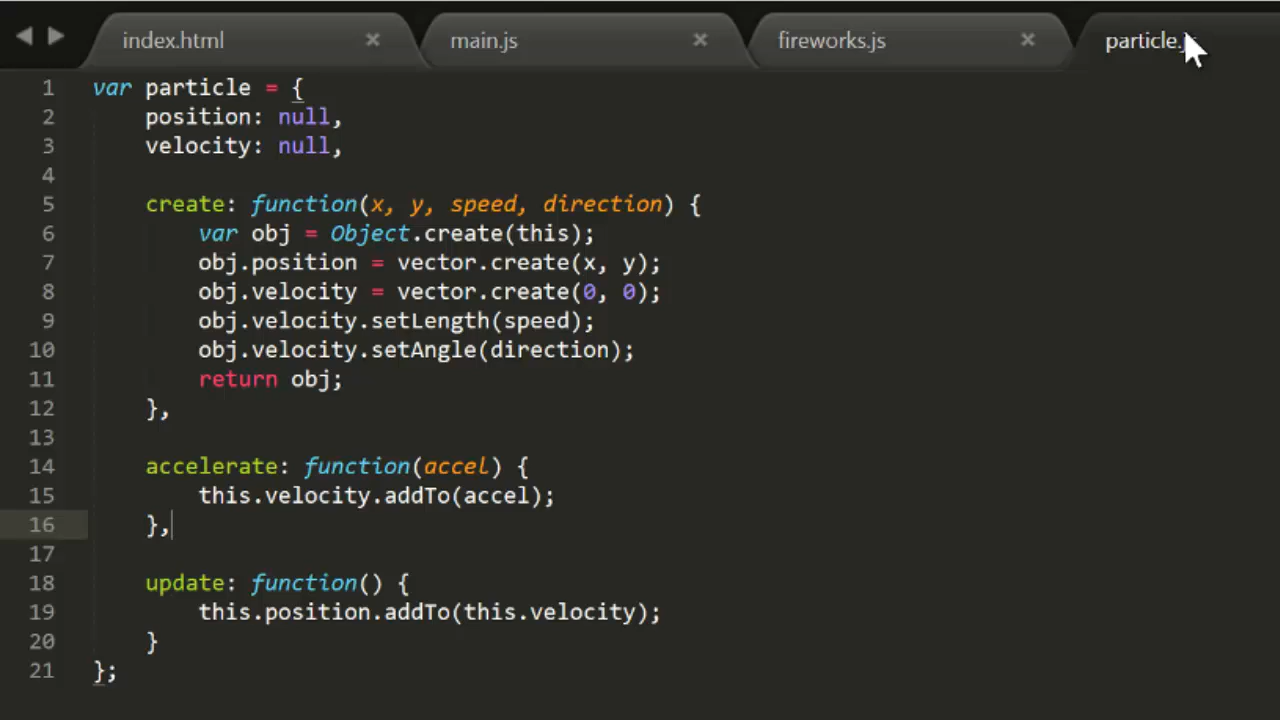 index.html main.js fireworks.js particle.js
1 var particle = {
2 position: null,
3 velocity: null,
4
5 create: function(x, y, speed, direction) {
6 var obj = Object.create(this);
7 obj.position = vector.create(x, y);
8 obj.velocity = vector.create(0, 0);
9 obj.velocity.setLength(speed);
10 obj.velocity.setAngle(direction);
11 return obj;
12 },
13
14 accelerate: function(accel) {
15 this.velocity.addTo(accel);
16 },
17
18 update: function() {
19 this.position.addTo(this.velocity);
20 }
21 };